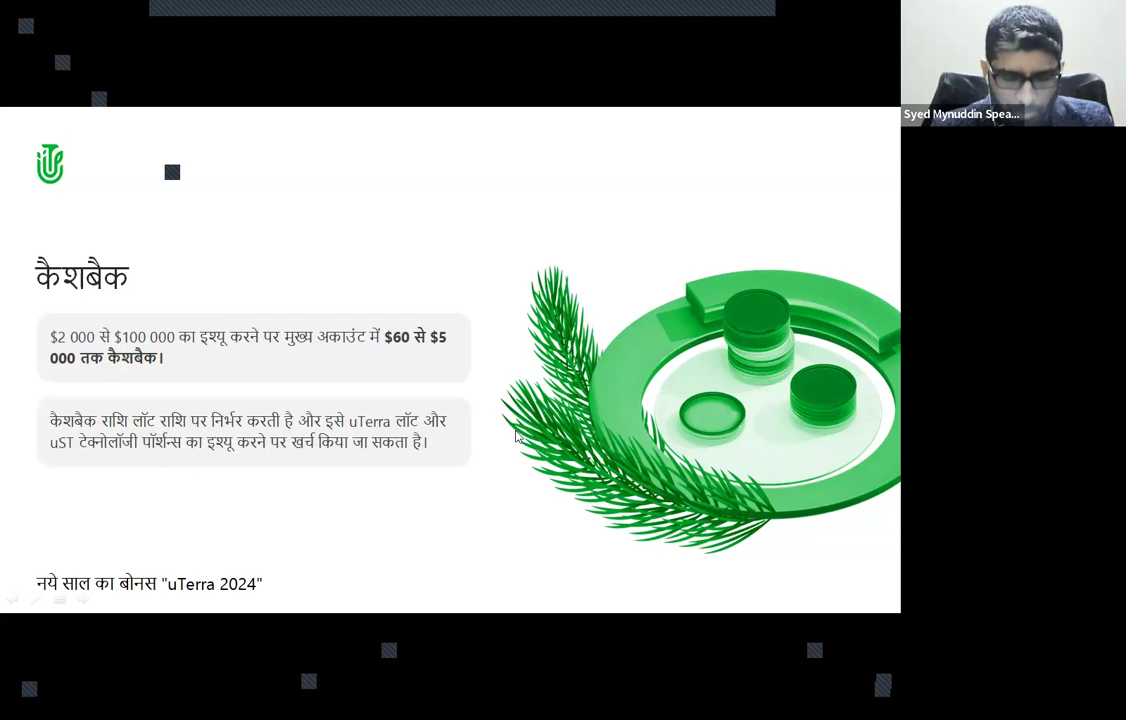 Syed Mynuddin Spea...
कैशबैक
$2 000 से $100 000 का इश्यू करने पर मुख्य अकाउंट में $60 से $5
000 तक कैशबैक।
कैशबैक राशि लॉट राशि पर निर्भर करती है और इसे uTerra लॉट और
uST टेक्नोलॉजी पॉर्शन्स का इश्यू करने पर खर्च किया जा सकता है।
नये साल का बोनस "uTerra 2024"